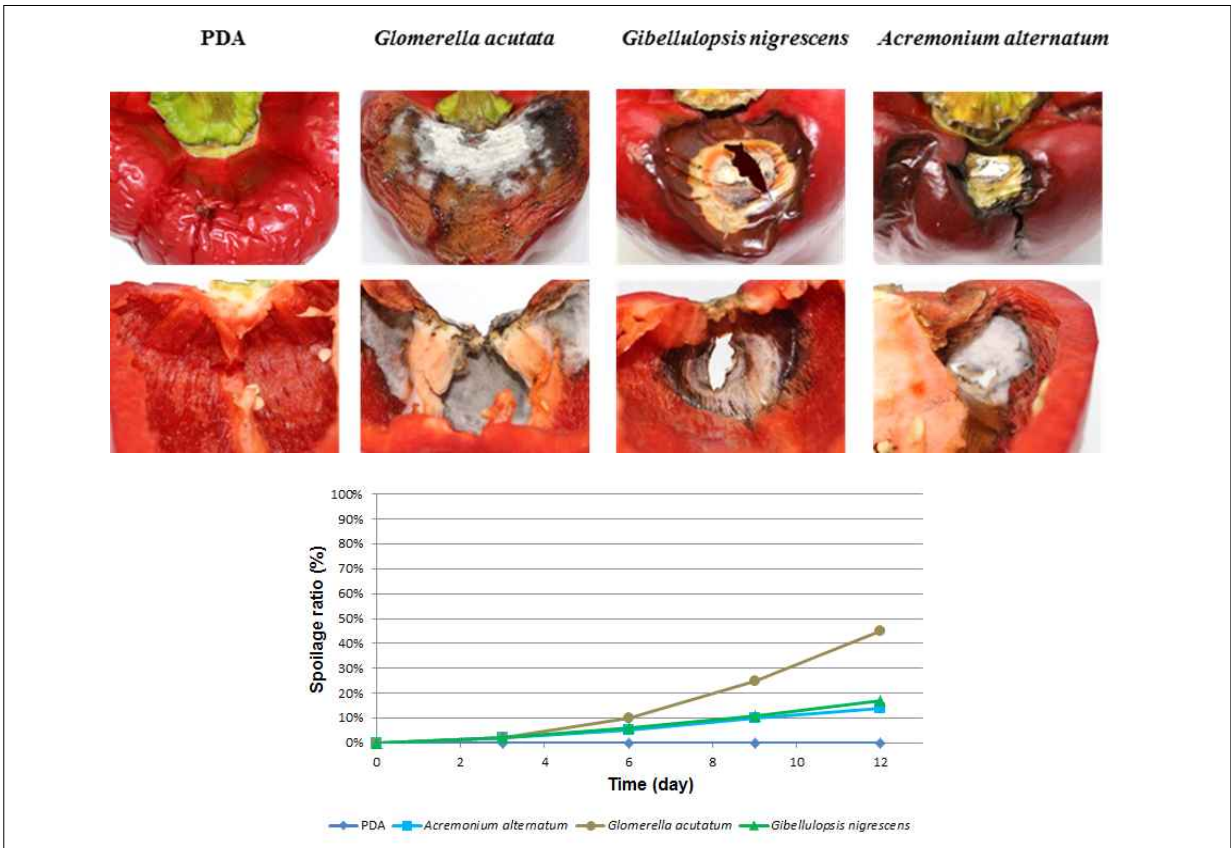 PDA Glomerella acutata Gibellulopsis nigrescens Acremonium alternatum
100%
90%
80%
70%
60%
50%
40%
30%
20%
10%
0%
Spoilage ratio (%)
0 2 4 6 8 10 12
Time (day)
PDA Acremonium alternatum Glomerella acutatum Gibellulopsis nigrescens